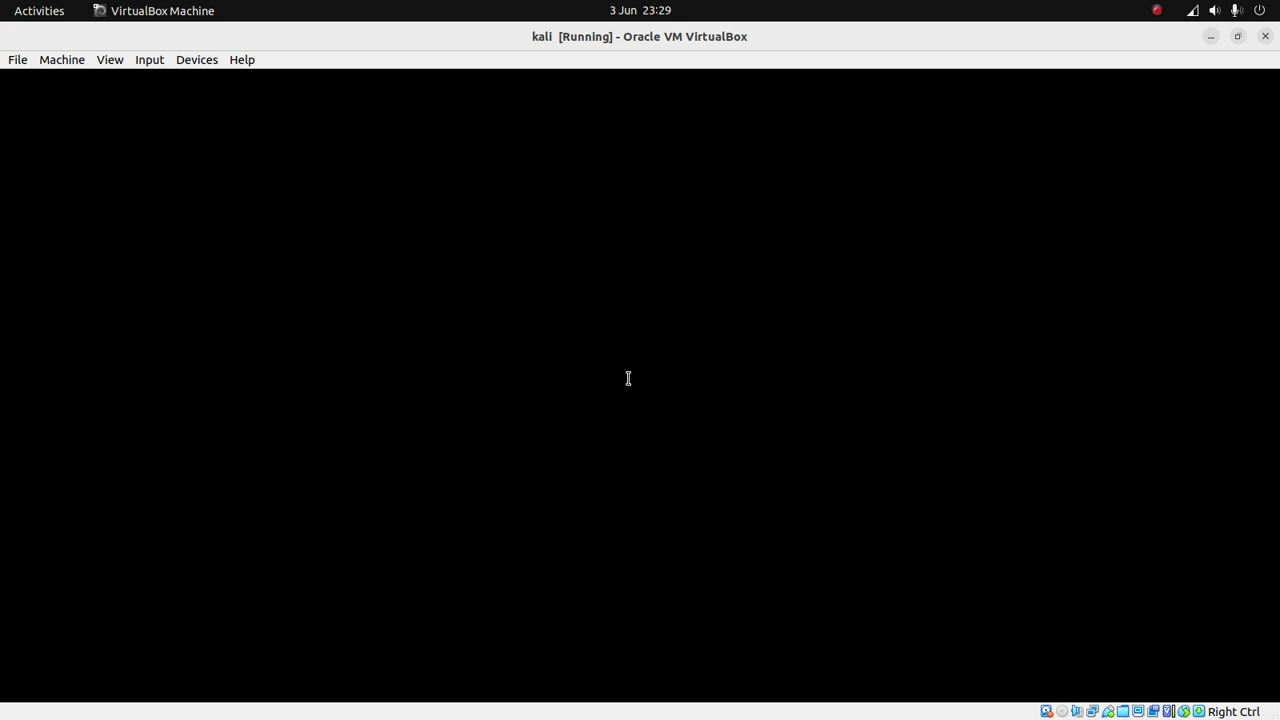 Activities VirtualBox Machine 3 Jun 23:29
kali [Running] - Oracle VM VirtualBox
File Machine View Input Devices Help
Right Ctrl